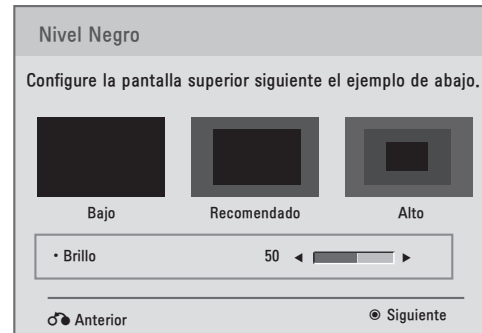 Nivel Negro
Configure la pantalla superior siguiente el ejemplo de abajo.
Bajo Recomendado Alto
• Brillo 50
Anterior Siguiente